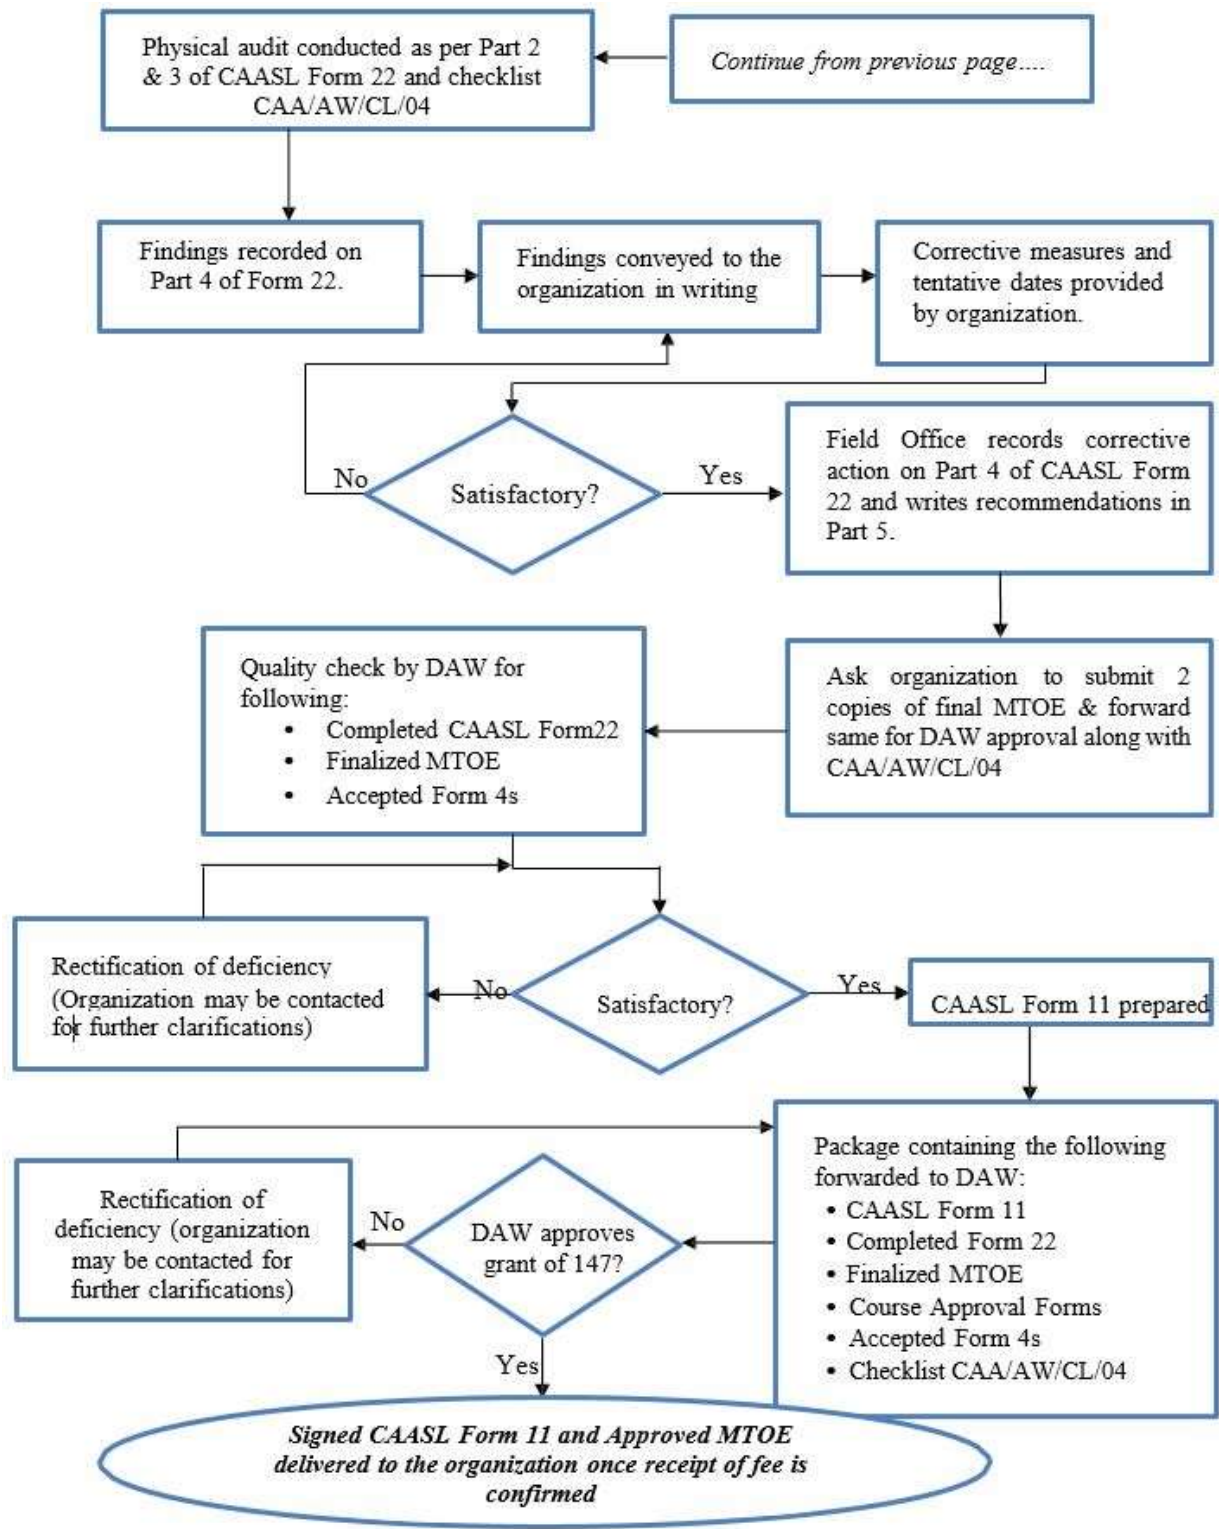 Physical audit conducted as per Part 2
& 3 of CAASL Form 22 and checklist
CAA/AW/CL/04
Continue from previous page....
Findings recorded on
Part 4 of Form 22.
Findings conveyed to the
organization in writing
Corrective measures and
tentative dates provided
by organization.
No
Satisfactory?
Yes
Field Office records corrective
action on Part 4 of CAASL Form
22 and writes recommendations in
Part 5.
Quality check by DAW for
following:
• Completed CAASL Form22
• Finalized MTOE
• Accepted Form 4s
Ask organization to submit 2
copies of final MTOE & forward
same for DAW approval along with
CAA/AW/CL/04
Rectification of deficiency
(Organization may be contacted
for further clarifications)
No
Satisfactory?
Yes
CAASL Form 11 prepared
Rectification of
deficiency (organization
may be contacted for
further clarifications)
No
DAW approves
grant of 147?
Package containing the following
forwarded to DAW:
• CAASL Form 11
• Completed Form 22
• Finalized MTOE
• Course Approval Forms
• Accepted Form 4s
• Checklist CAA/AW/CL/04
Yes
Signed CAASL Form 11 and Approved MTOE
delivered to the organization once receipt of fee is
confirmed